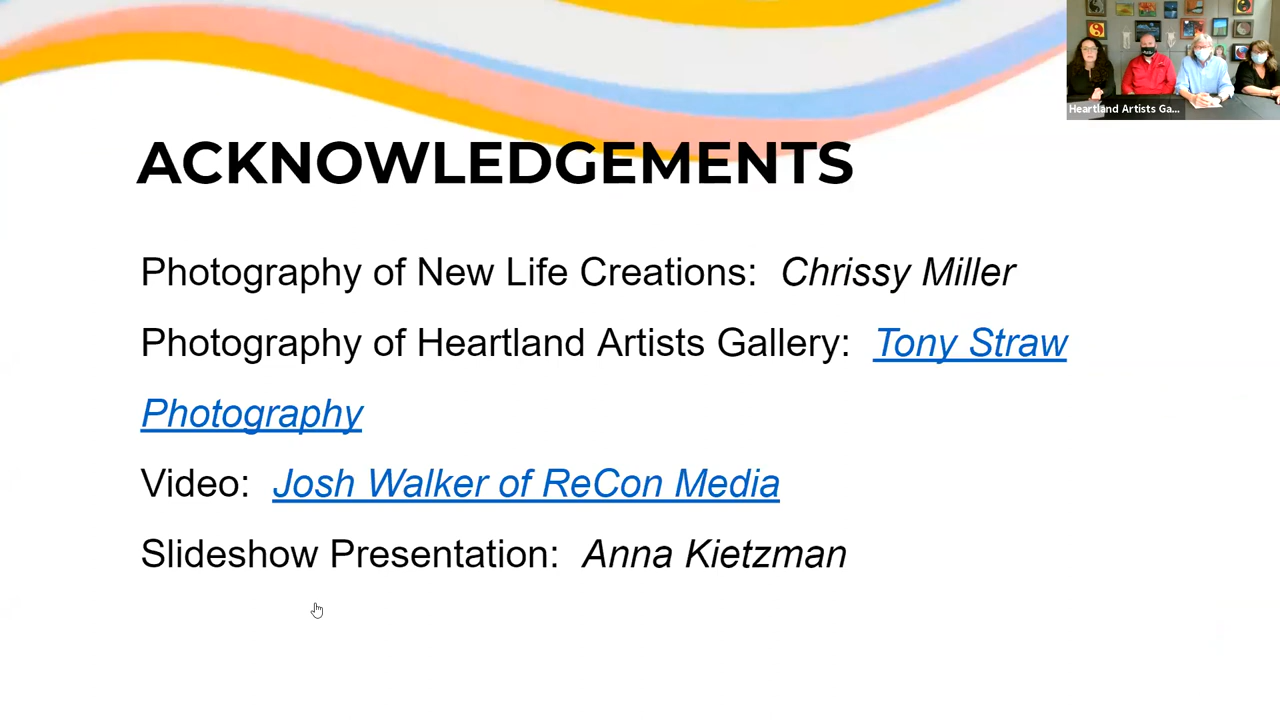 Heartland Artists Ga...
ACKNOWLEDGEMENTS
Photography of New Life Creations: Chrissy Miller
Photography of Heartland Artists Gallery: Tony Straw
Photography
Video: Josh Walker of ReCon Media
Slideshow Presentation: Anna Kietzman